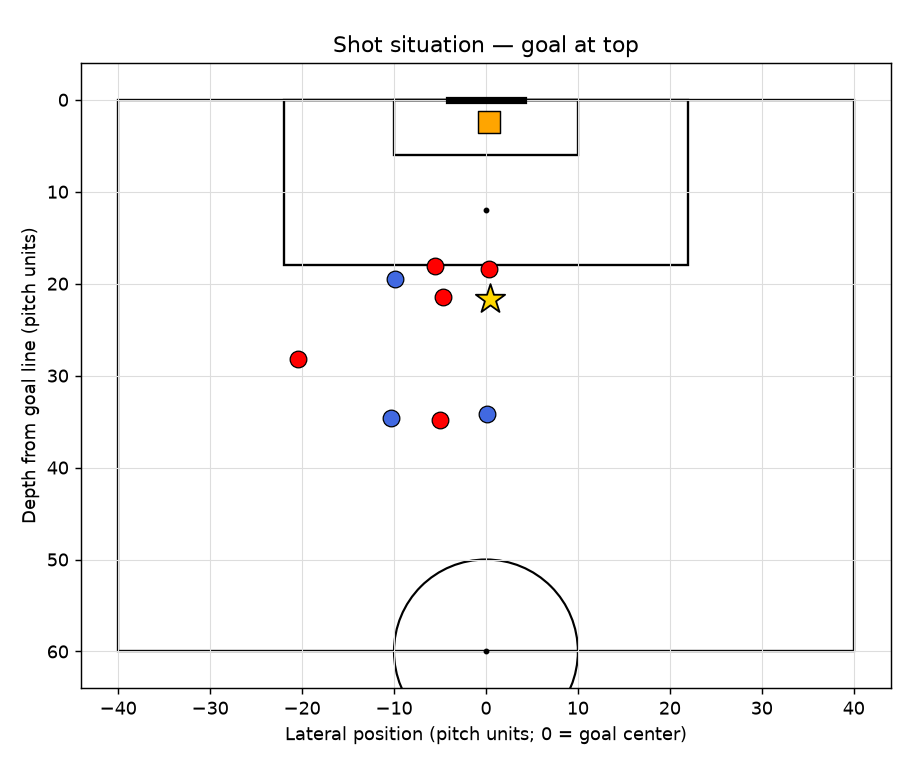 Shot situation — goal at top
0
10
20
30
40
50
60
Depth from goal line (pitch units)
−40 −30 −20 −10 0 10 20 30 40
Lateral position (pitch units; 0 = goal center)